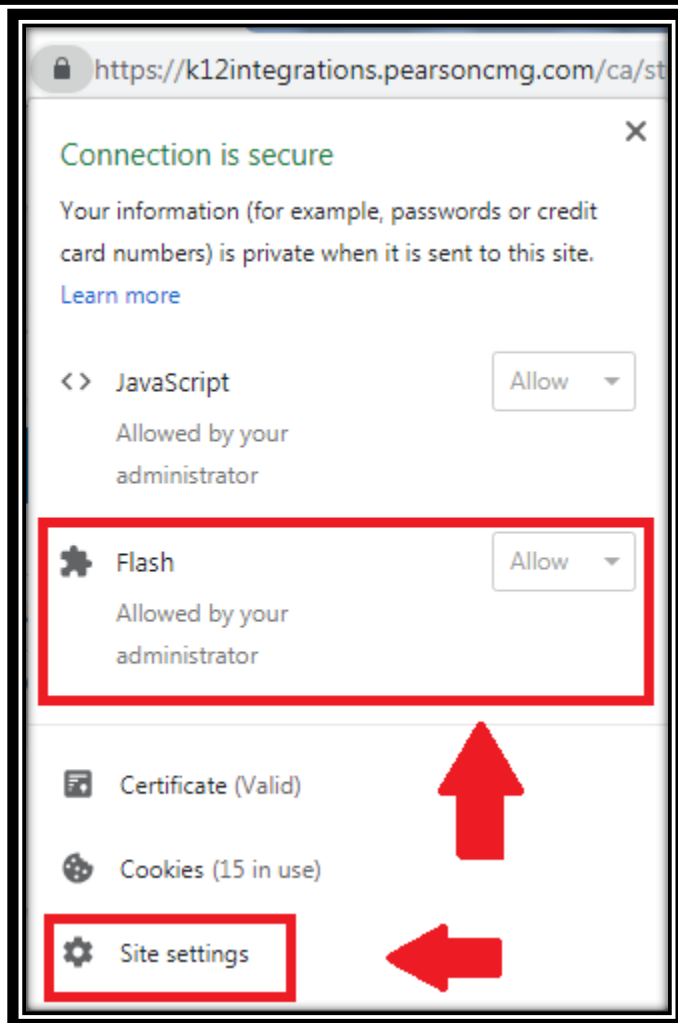 https://k12integrations.pearsoncmg.com/ca/st
Connection is secure
Your information (for example, passwords or credit
card numbers) is private when it is sent to this site.
Learn more
<> JavaScript Allow
Allowed by your
administrator
Flash Allow
Allowed by your
administrator
Certificate (Valid)
Cookies (15 in use)
Site settings